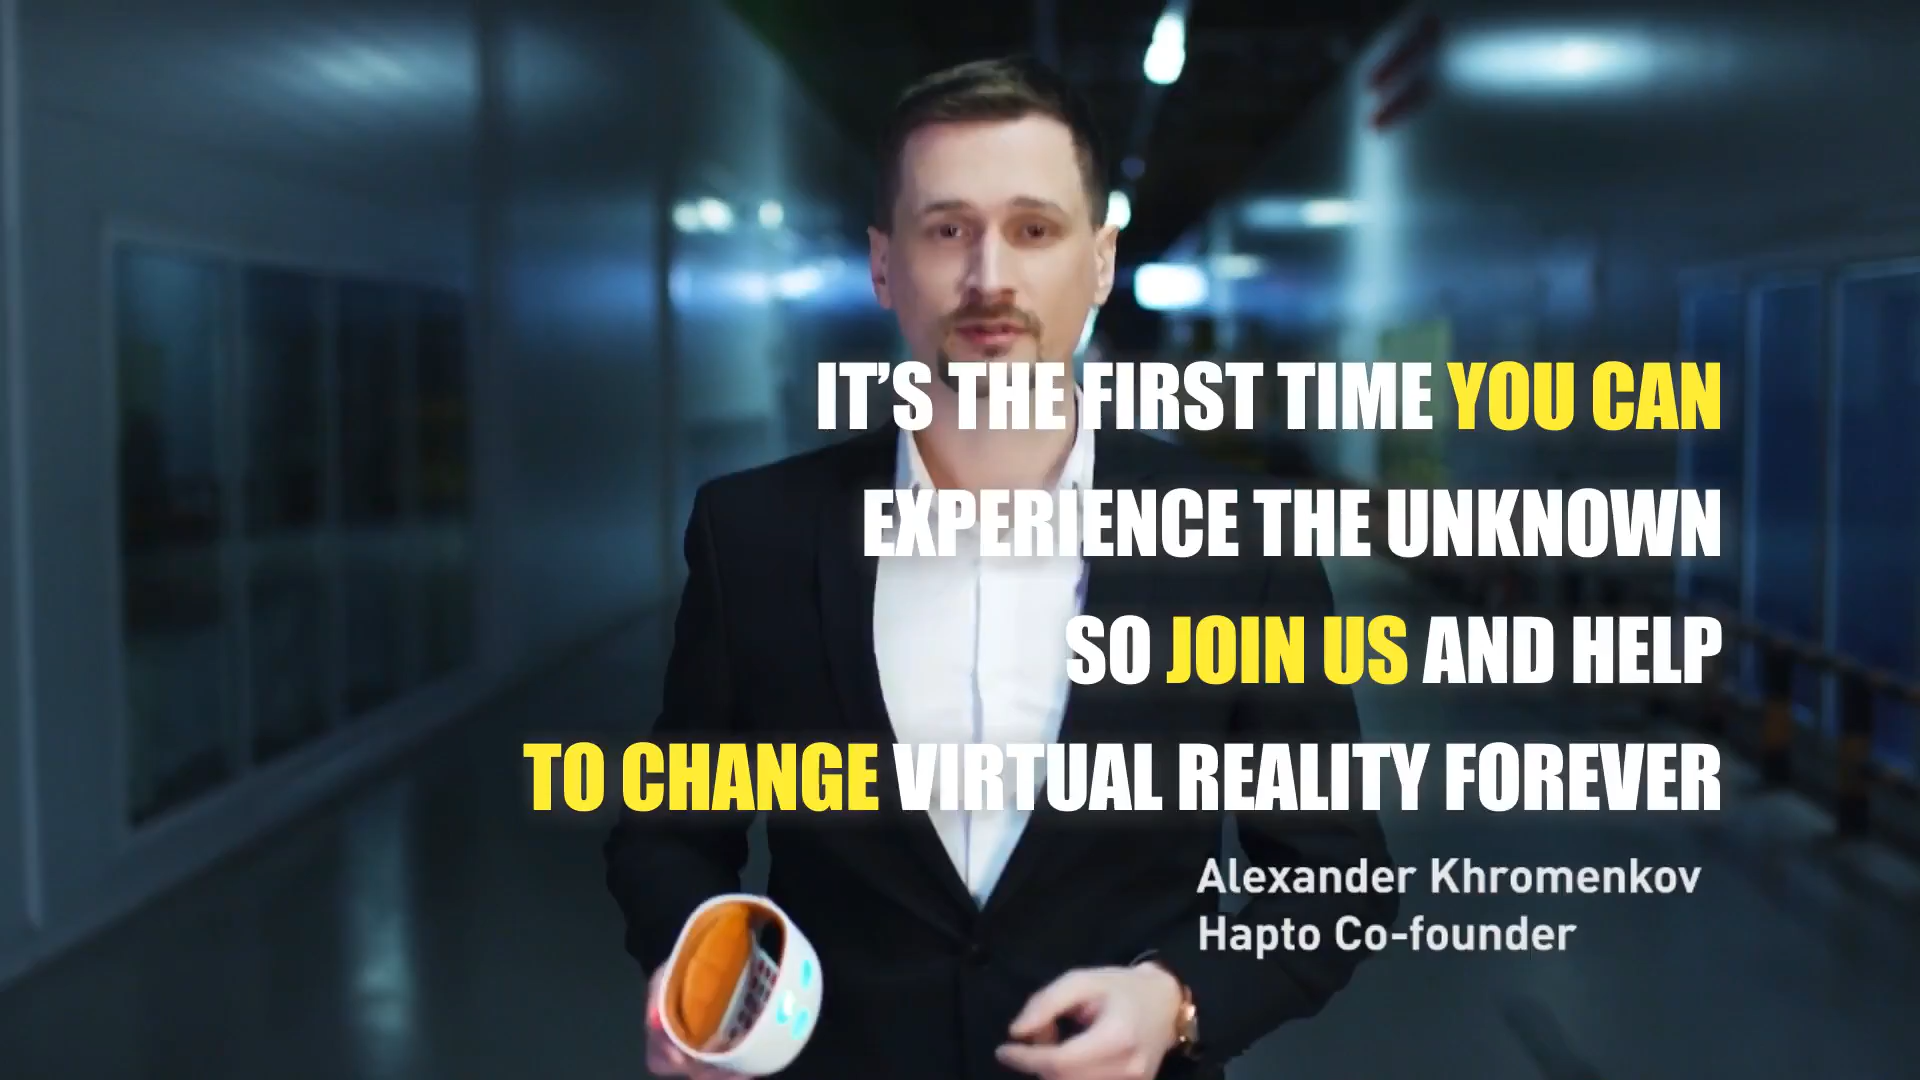 IT’S THE FIRST TIME YOU CAN
EXPERIENCE THE UNKNOWN
SO JOIN US AND HELP
TO CHANGE VIRTUAL REALITY FOREVER
Alexander Khromenkov
Hapto Co-founder